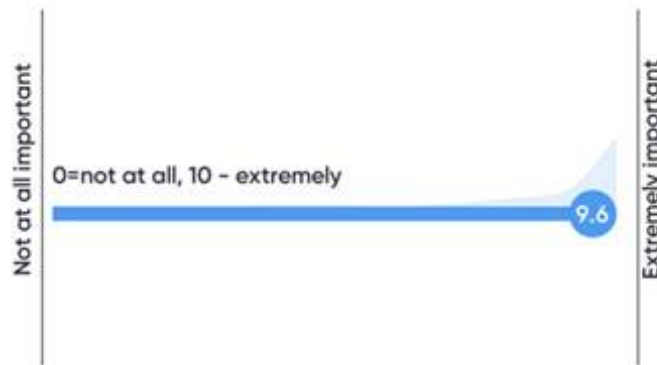 Not at all important
0=not at all, 10 - extremely
9.6
Extremely important